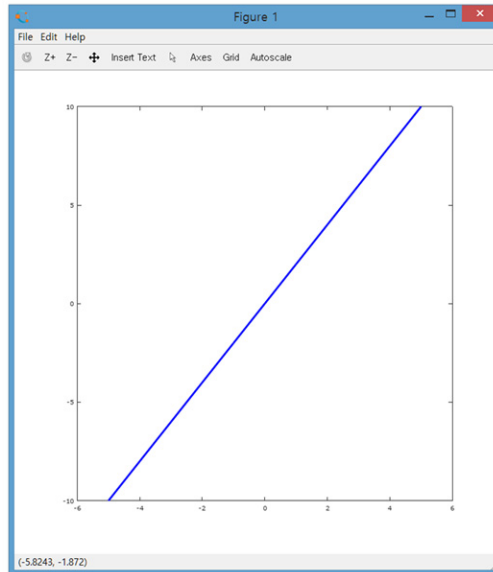 Figure 1
File Edit Help
Z+ Z- Insert Text Axes Grid Autoscale
10
5
0
-5
-10
-6 -4 -2 0 2 4 6
(-5.8243, -1.872)